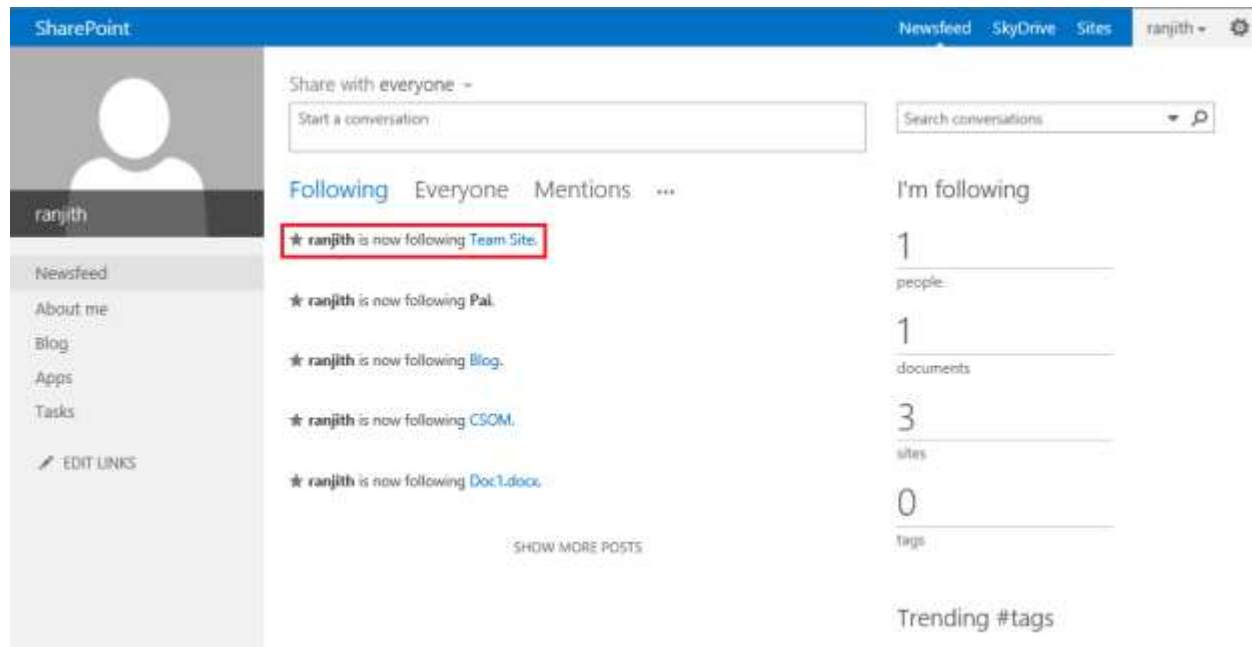 SharePoint
Newsfeed SkyDrive Sites ranjith
Share with everyone
Start a conversation
Search conversations
ranjith
Following Everyone Mentions ...
I'm following
ranjith is now following Team Site.
1
people
Newsfeed
About me
Blog
Apps
Tasks
EDIT LINKS
ranjith is now following Pal.
1
documents
ranjith is now following Blog.
ranjith is now following CSOM.
3
sites
ranjith is now following Doc1.docx.
0
tags
SHOW MORE POSTS
Trending #tags